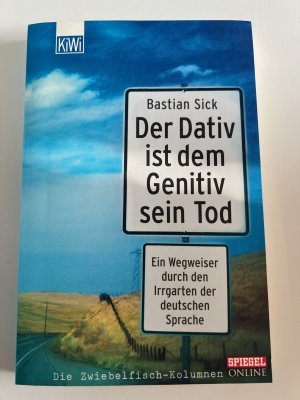 KiWi
Bastian Sick
Der Dativ
ist dem
Genitiv
sein Tod
Ein Wegweiser
durch den
Irrgarten der
deutschen
Sprache
Die Zwiebelfisch-Kolumnen
SPIEGEL
ONLINE